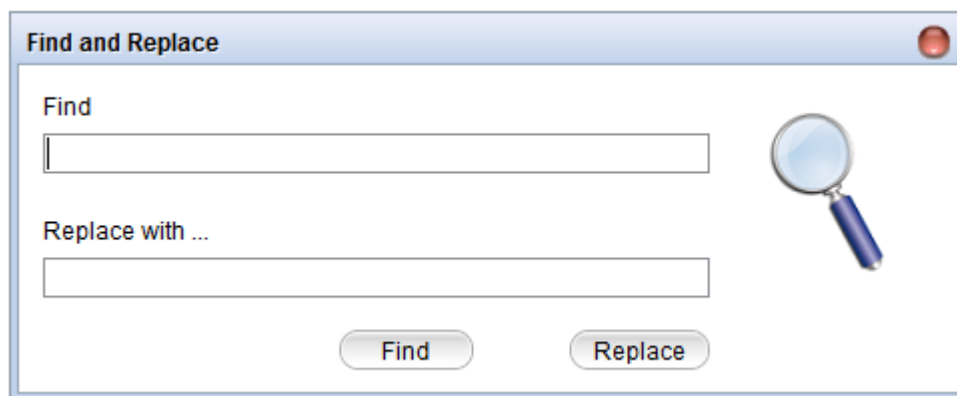 Find and Replace
Find
Replace with ...
Find
Replace